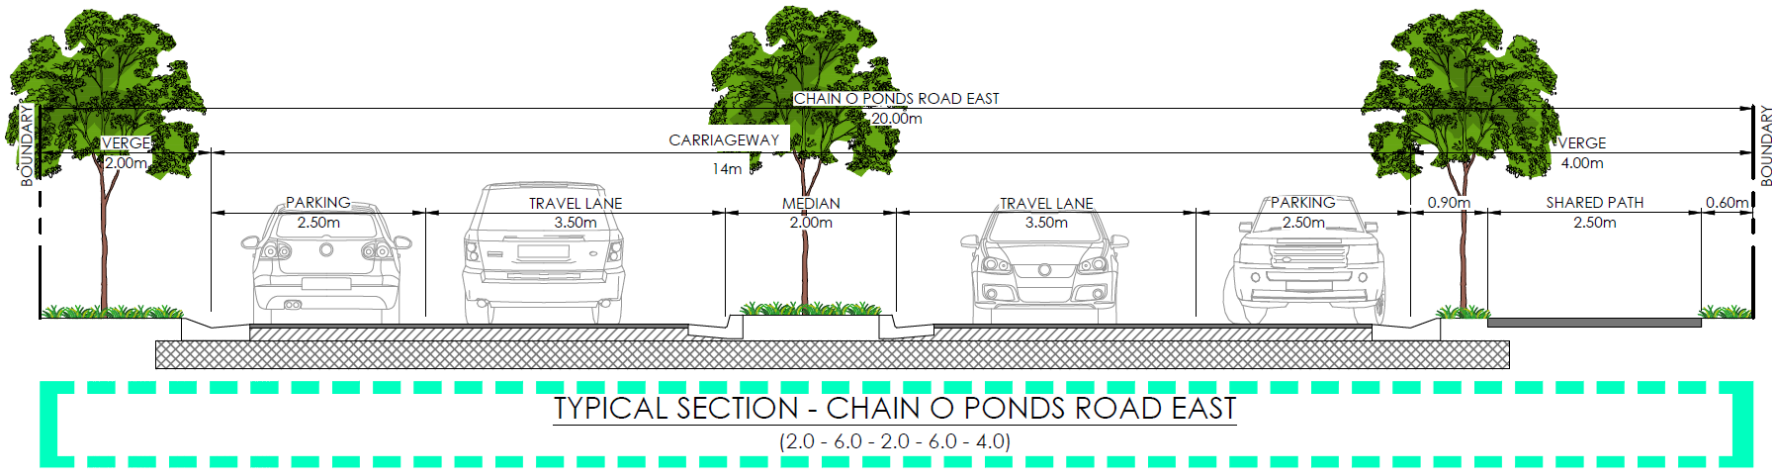 CHAIN O PONDS ROAD EAST
20.00m
BOUNDARY
VERGE
2.00m
CARRIAGEWAY
14m
VERGE
4.00m
BOUNDARY
PARKING
2.50m
TRAVEL LANE
3.50m
MEDIAN
2.00m
TRAVEL LANE
3.50m
PARKING
2.50m
0.90m
SHARED PATH
2.50m
0.60m
TYPICAL SECTION - CHAIN O PONDS ROAD EAST
(2.0 - 6.0 - 2.0 - 6.0 - 4.0)